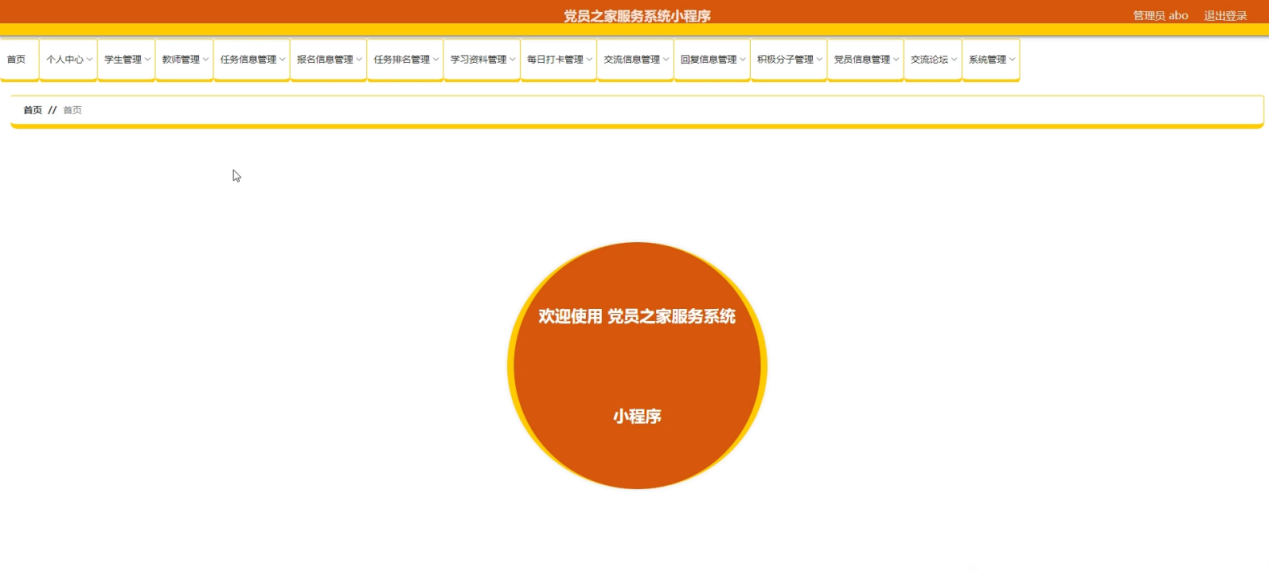 党员之家服务系统小程序
管理员 abo 退出登录
首页 个人中心 学生管理 教师管理 任务信息管理 报名信息管理 任务排名管理 学习资料管理 每日打卡管理 交流信息管理 回复信息管理 积极分子管理 党员信息管理 交流论坛 系统管理
首页 // 首页
欢迎使用 党员之家服务系统
小程序